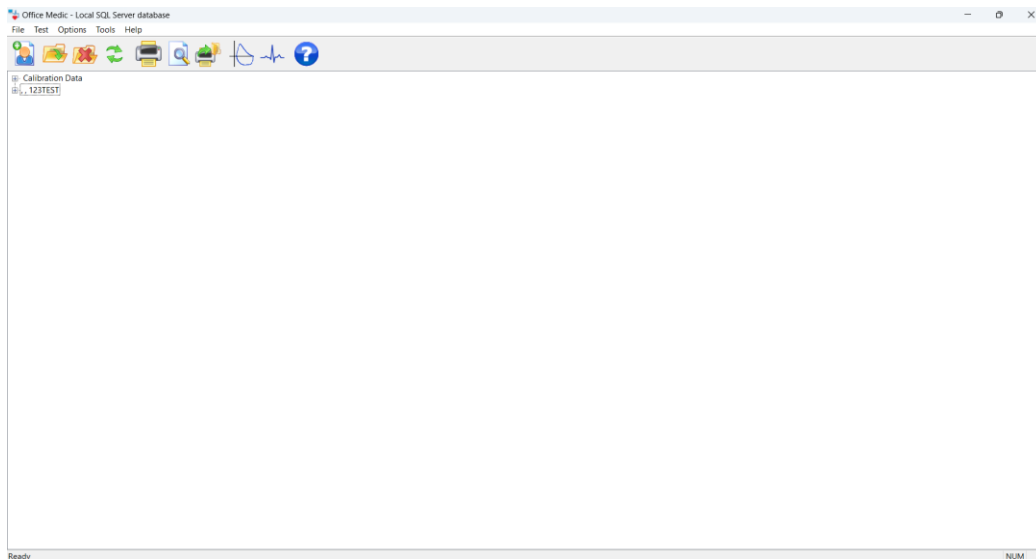 Office Medic - Local SQL Server database
File Test Options Tools Help
Calibration Data
, , 123TEST
Ready NUM